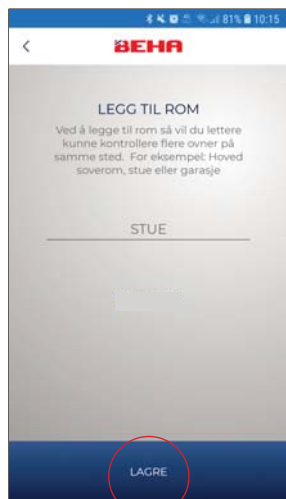 81% 10:15
BEHA
LEGG TIL ROM
Ved å legge til rom så vil du lettere
kunne kontrollere flere ovner på
samme sted. For eksempel: Hoved
soverom, stue eller garasje
STUE
LAGRE